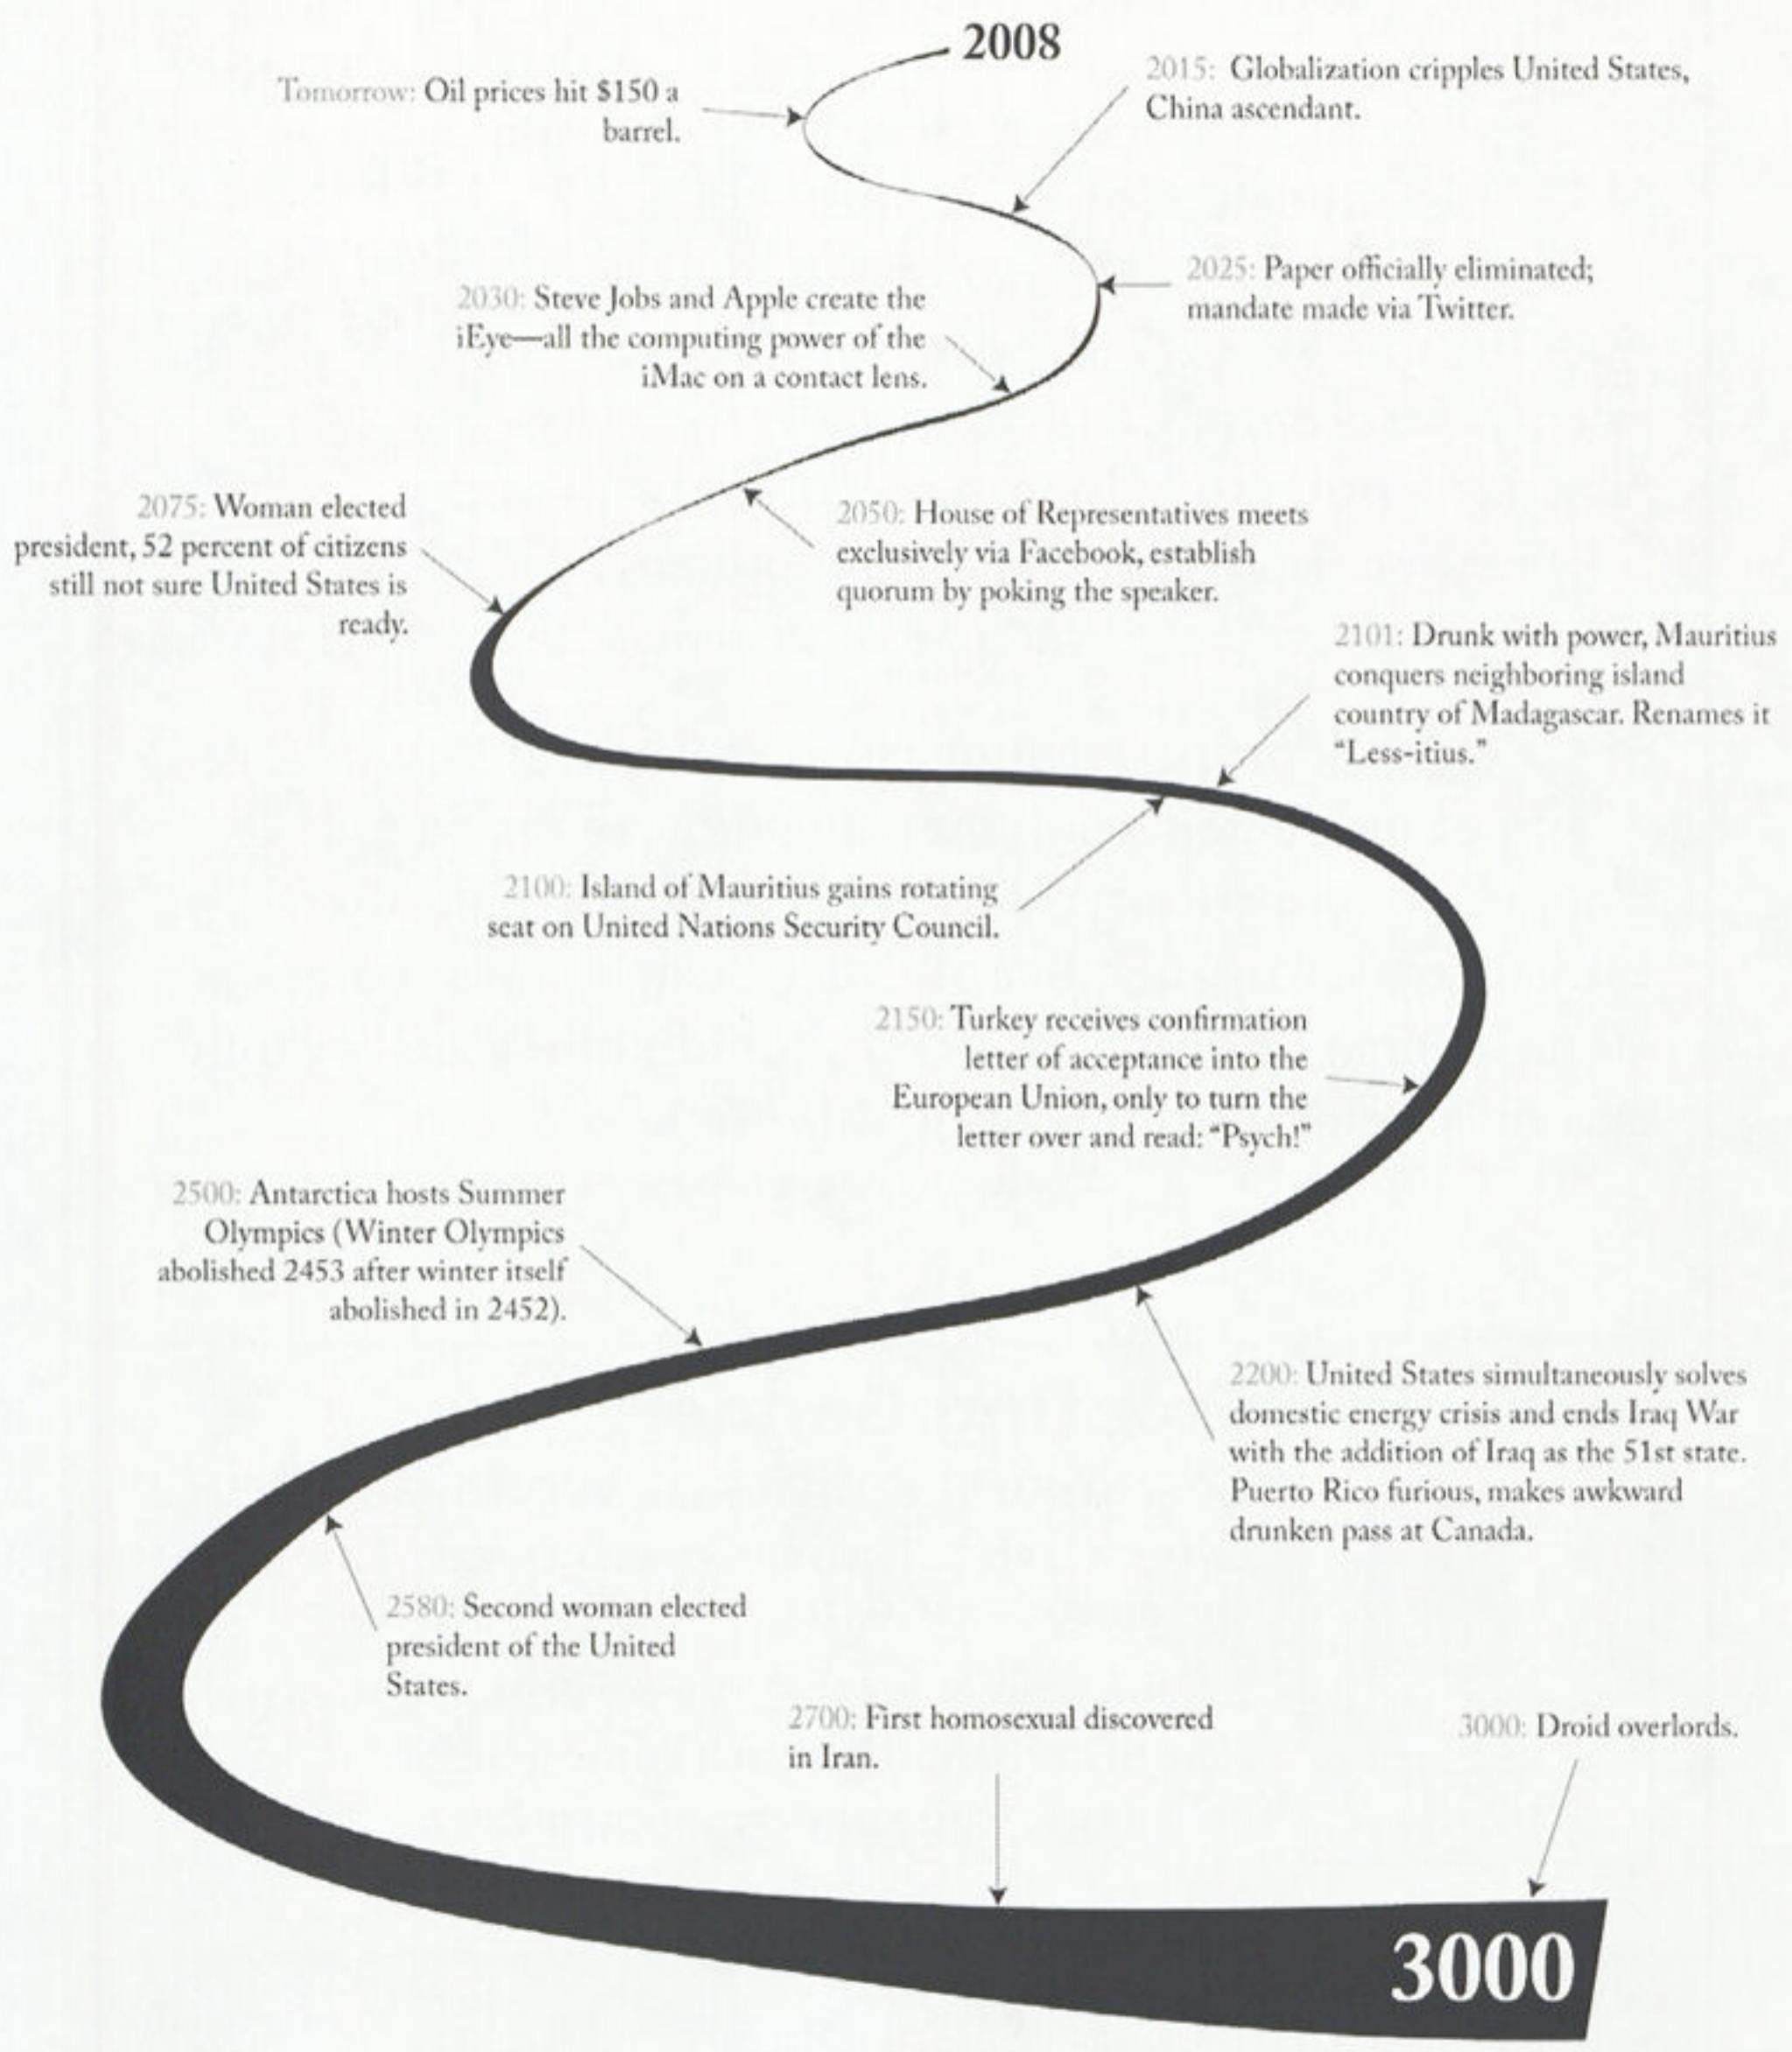 2008
Tomorrow: Oil prices hit $150 a
barrel.
2015: Globalization cripples United States,
China ascendant.
2025: Paper officially eliminated;
mandate made via Twitter.
2030: Steve Jobs and Apple create the
iEye—all the computing power of the
iMac on a contact lens.
2050: House of Representatives meets
exclusively via Facebook, establish
quorum by poking the speaker.
2075: Woman elected
president, 52 percent of citizens
still not sure United States is
ready.
2100: Island of Mauritius gains rotating
seat on United Nations Security Council.
2101: Drunk with power, Mauritius
conquers neighboring island
country of Madagascar. Renames it
“Less-itius.”
2150: Turkey receives confirmation
letter of acceptance into the
European Union, only to turn the
letter over and read: “Psych!”
2200: United States simultaneously solves
domestic energy crisis and ends Iraq War
with the addition of Iraq as the 51st state.
Puerto Rico furious, makes awkward
drunken pass at Canada.
2500: Antarctica hosts Summer
Olympics (Winter Olympics
abolished 2453 after winter itself
abolished in 2452).
2580: Second woman elected
president of the United
States.
2700: First homosexual discovered
in Iran.
3000: Droid overlords.
3000